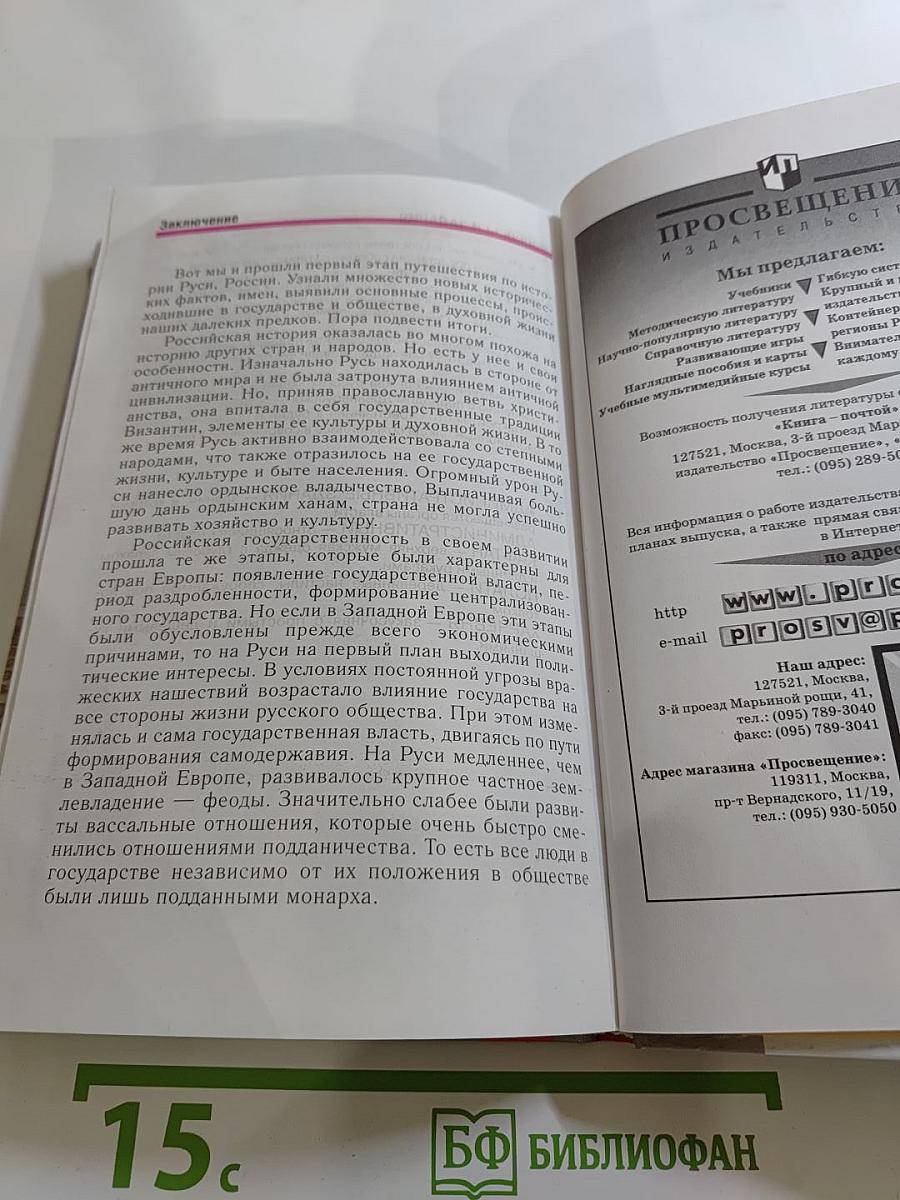 Заключение
Вот мы и прошли первый этап путешествия по исто-
рии Руси, России. Узнали множество новых историчес-
ких фактов, имен, выявили основные процессы, проис-
ходившие в государстве и обществе, в духовной жизни
наших далеких предков. Пора подвести итоги.
Российская история оказалась во многом похожа на
историю других стран и народов. Но есть у нее и свои
особенности. Изначально Русь находилась в стороне от
античного мира и не была затронута влиянием античной
цивилизации. Но, приняв православную ветвь христи-
анства, она впитала в себя государственные традиции
Византии, элементы ее культуры и духовной жизни. В то
же время Русь активно взаимодействовала со степными
народами, что также отразилось на ее государственной
жизни, культуре и быте населения. Огромный урон Ру-
си нанесло ордынское владычество. Выплачивая боль-
шую дань ордынским ханам, страна не могла успешно
развивать хозяйство и культуру.
Российская государственность в своем развитии
прошла те же этапы, которые были характерны для
стран Европы: появление государственной власти, пе-
риод раздробленности, формирование централизован-
ного государства. Но если в Западной Европе эти этапы
были обусловлены прежде всего экономическими
причинами, то на Руси на первый план выходили поли-
тические интересы. В условиях постоянной угрозы вра-
жеских нашествий возрастало влияние государства на
все стороны жизни русского общества. При этом изме-
нялась и сама государственная власть, двигаясь по пути
формирования самодержавия. На Руси медленнее, чем
в Западной Европе, развивалось крупное частное зем-
левладение — феоды. Значительно слабее были разви-
ты вассальные отношения, которые очень быстро сме-
нились отношениями подданичества. То есть все люди в
государстве независимо от их положения в обществе
были лишь подданными монарха.
ИП
ПРОСВЕЩЕНИ
ИЗДАТЕЛЬСТВ
Мы предлагаем:
Учебники
Методическую литературу
Научно-популярную литературу
Справочную литературу
Развивающие игры
Наглядные пособия и карты
Учебные мультимедийные курсы
Гибкую сист
Крупный и
издательст
Контейнер
регионы Р
Внимател
каждому
Возможность получения литературы
«Книга – почтой»
127521, Москва, 3-й проезд Мар
издательство «Просвещение», «
тел.: (095) 289-50
Вся информация о работе издательства
планах выпуска, а также прямая связ
в Интернет
по адрес
http www.pro
e-mail prosv@p
Наш адрес:
127521, Москва,
3-й проезд Марьиной рощи, 41,
тел.: (095) 789-3040
факс: (095) 789-3041
Адрес магазина «Просвещение»:
119311, Москва,
пр-т Вернадского, 11/19,
тел.: (095) 930-5050
15 с
БФ БИБЛИОФАН